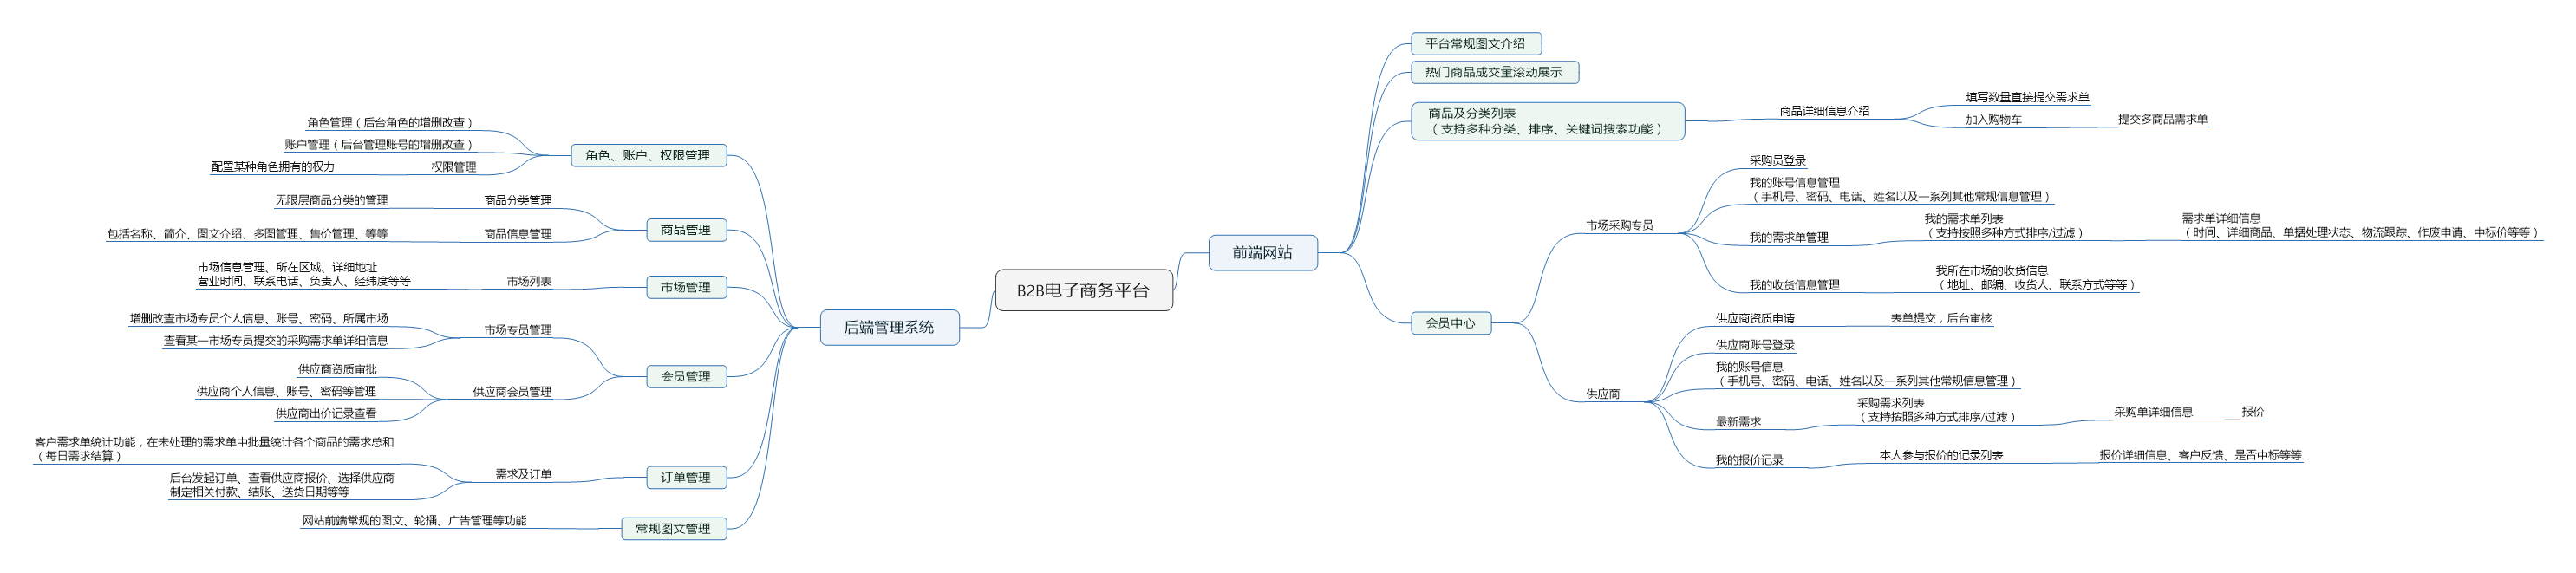 B2B电子商务平台
前端网站
平台常规图文介绍
热门商品成交量滚动展示
商品及分类列表
（支持多种分类、排序、关键词搜索功能）
商品详细信息介绍
填写数量直接提交需求单
加入购物车
提交多商品需求单
会员中心
市场采购专员
采购员登录
我的账号信息管理
（手机号、密码、电话、姓名以及一系列其他常规信息管理）
我的需求单管理
我的需求单列表
（支持按照多种方式排序/过滤）
需求单详细信息
（时间、详细商品、单据处理状态、物流跟踪、作废申请、中标价等等）
我的收货信息管理
我所在市场的收货信息
（地址、邮编、收货人、联系方式等等）
供应商
供应商资质申请
表单提交，后台审核
供应商账号登录
我的账号信息
（手机号、密码、电话、姓名以及一系列其他常规信息管理）
最新需求
采购需求列表
（支持按照多种方式排序/过滤）
采购单详细信息
报价
我的报价记录
本人参与报价的记录列表
报价详细信息、客户反馈、是否中标等等
后端管理系统
角色、账户、权限管理
角色管理（后台角色的增删改查）
账户管理（后台管理账号的增删改查）
权限管理
配置某种角色拥有的权力
商品管理
商品分类管理
无限层商品分类的管理
商品信息管理
包括名称、简介、图文介绍、多图管理、售价管理、等等
市场管理
市场列表
市场信息管理、所在区域、详细地址
营业时间、联系电话、负责人、经纬度等等
会员管理
市场专员管理
增删改查市场专员个人信息、账号、密码、所属市场
查看某一市场专员提交的采购需求单详细信息
供应商会员管理
供应商资质审批
供应商个人信息、账号、密码等管理
供应商出价记录查看
订单管理
需求及订单
客户需求单统计功能，在未处理的需求单中批量统计各个商品的需求总和
（每日需求结算）
后台发起订单、查看供应商报价、选择供应商
制定相关付款、结账、送货日期等等
常规图文管理
网站前端常规的图文、轮播、广告管理等功能